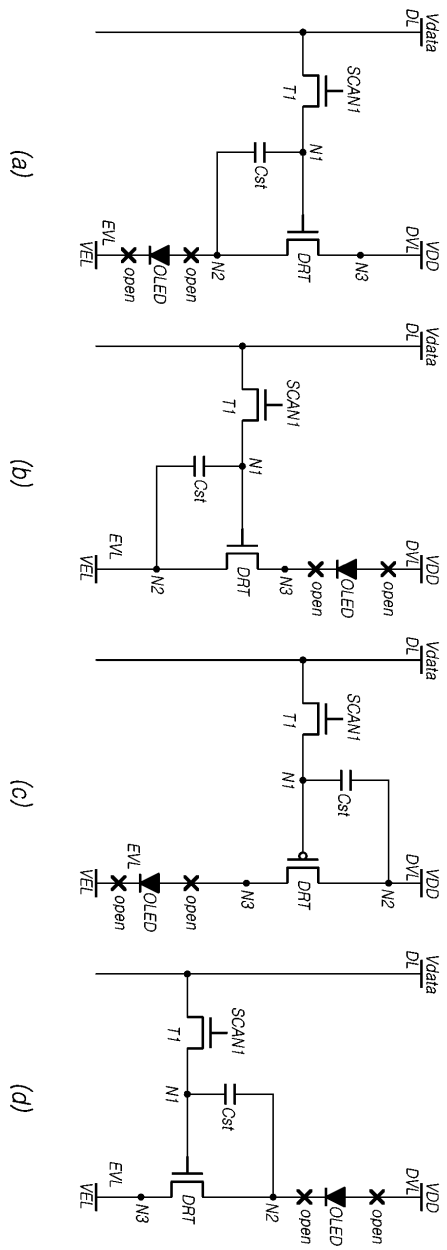 Vdata
DL
SCAN1
T1
N1
Cst
VDD
DVL
N3
DRT
N2
open
OLED
open
EVL
VEL
(a)
Vdata
DL
SCAN1
T1
N1
Cst
VDD
DVL
open
OLED
open
N3
DRT
N2
EVL
VEL
(b)
Vdata
DL
SCAN1
T1
N1
Cst
VDD
DVL
N2
DRT
N3
open
OLED
EVL
open
VEL
(c)
Vdata
DL
SCAN1
T1
N1
Cst
VDD
DVL
open
OLED
open
N2
DRT
N3
EVL
VEL
(d)